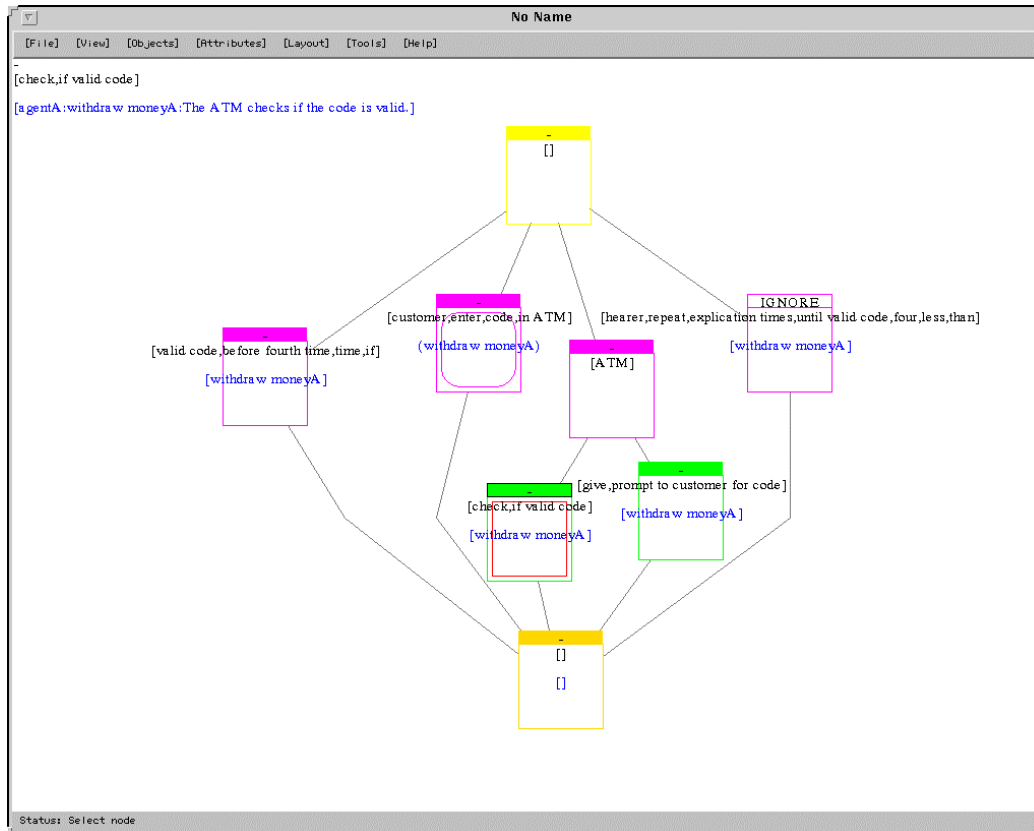 No Name
[File] [View] [Objects] [Attributes] [Layout] [Tools] [Help]
-
[check,if valid code]
[agentA:withdraw moneyA:The ATM checks if the code is valid.]
-
[]
-
[customer,enter,code,in ATM]
(withdraw moneyA)
IGNORE
[hearer,repeat,explication times,until valid code,four,less,than]
[withdraw moneyA]
-
[valid code,before fourth time,time,if]
[withdraw moneyA]
-
[ATM]
-
[give,prompt to customer for code]
[withdraw moneyA]
-
[check,if valid code]
[withdraw moneyA]
-
[]
[]
Status: Select node